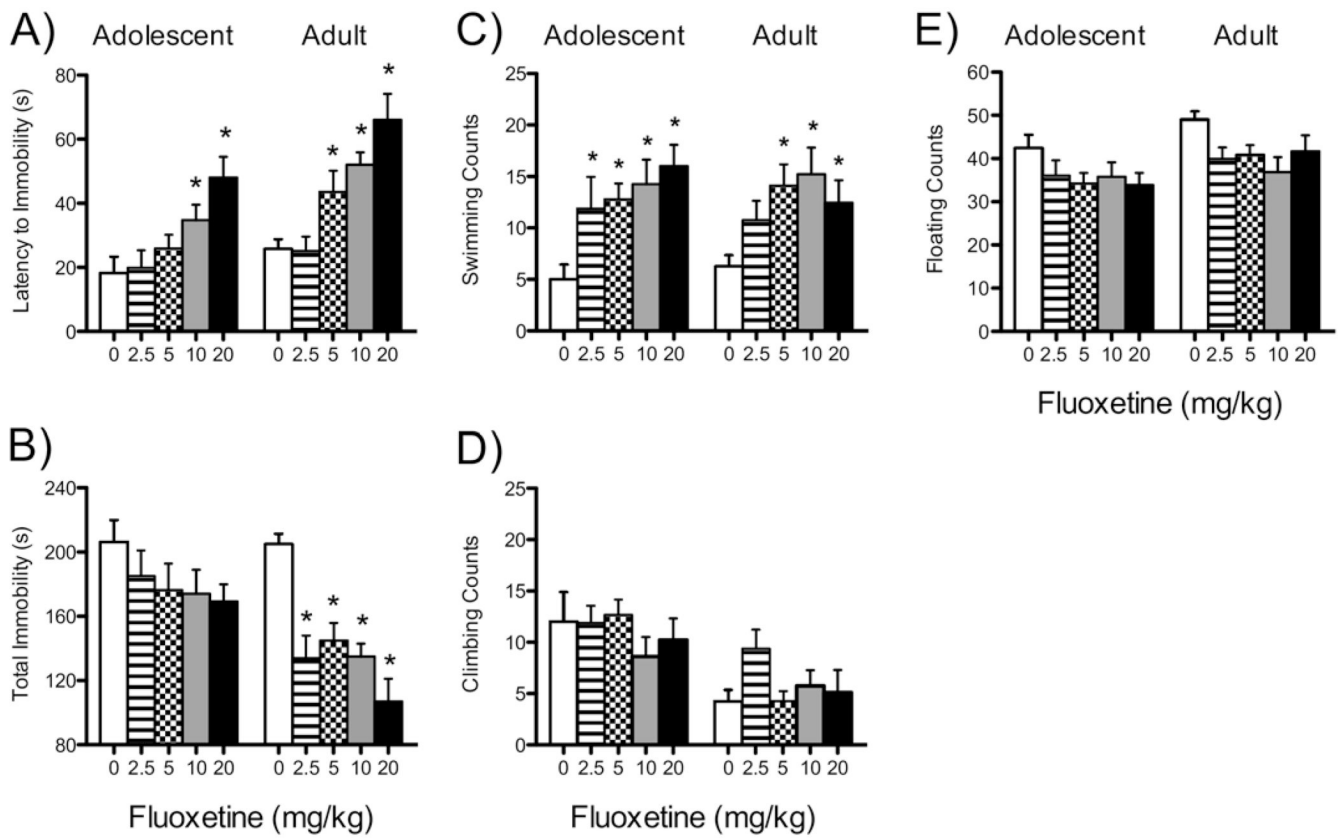 A)
Adolescent
Adult
Latency to Immobility (s)
80
60
40
20
0
* * * * *
0 2.5 5 10 20 0 2.5 5 10 20
C)
Adolescent
Adult
Swimming Counts
25
20
15
10
5
0
* * * * * * *
0 2.5 5 10 20 0 2.5 5 10 20
E)
Adolescent
Adult
Floating Counts
60
50
40
30
20
10
0
0 2.5 5 10 20 0 2.5 5 10 20
Fluoxetine (mg/kg)
B)
Total Immobility (s)
240
200
160
120
80
* * * *
0 2.5 5 10 20 0 2.5 5 10 20
Fluoxetine (mg/kg)
D)
Climbing Counts
25
20
15
10
5
0
0 2.5 5 10 20 0 2.5 5 10 20
Fluoxetine (mg/kg)